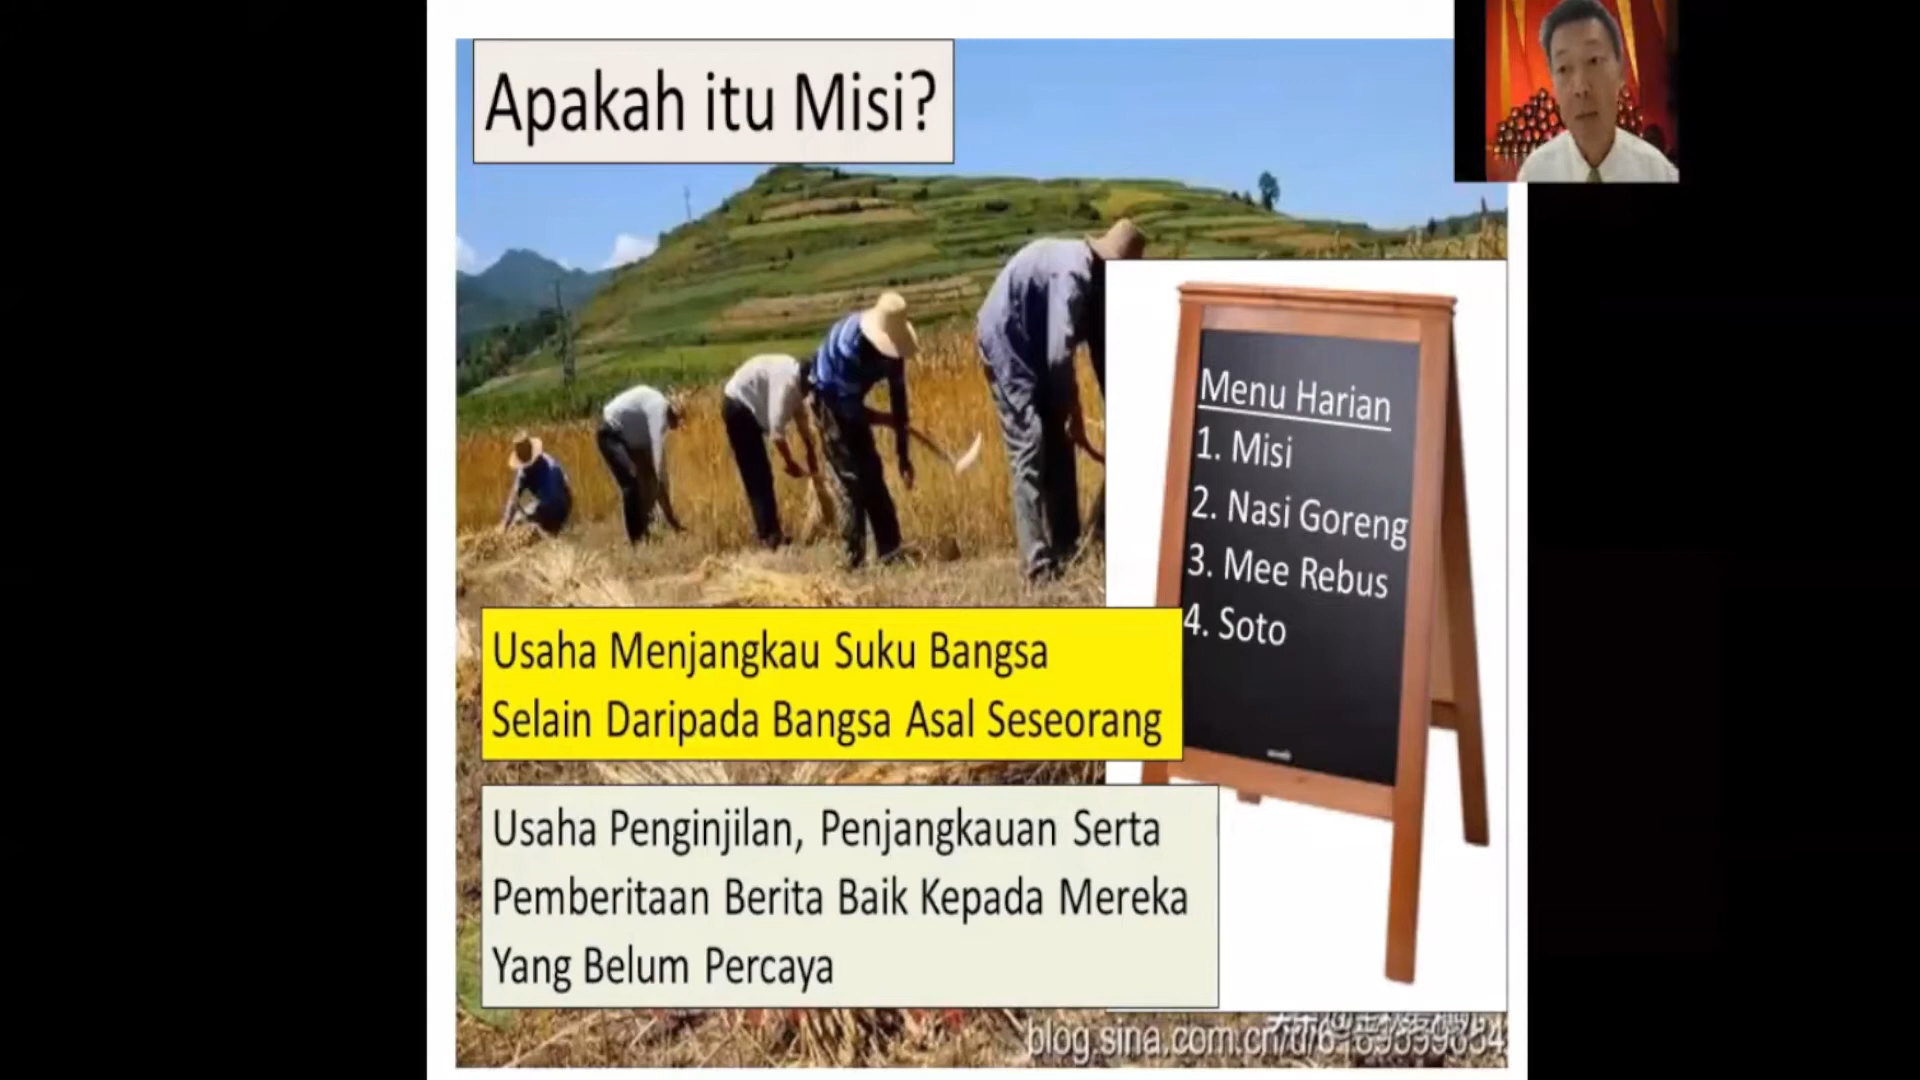 Apakah itu Misi?
Menu Harian
1. Misi
2. Nasi Goreng
3. Mee Rebus
4. Soto
Usaha Menjangkau Suku Bangsa
Selain Daripada Bangsa Asal Seseorang
Usaha Penginjilan, Penjangkauan Serta
Pemberitaan Berita Baik Kepada Mereka
Yang Belum Percaya
blog.sina.com.cn/u/